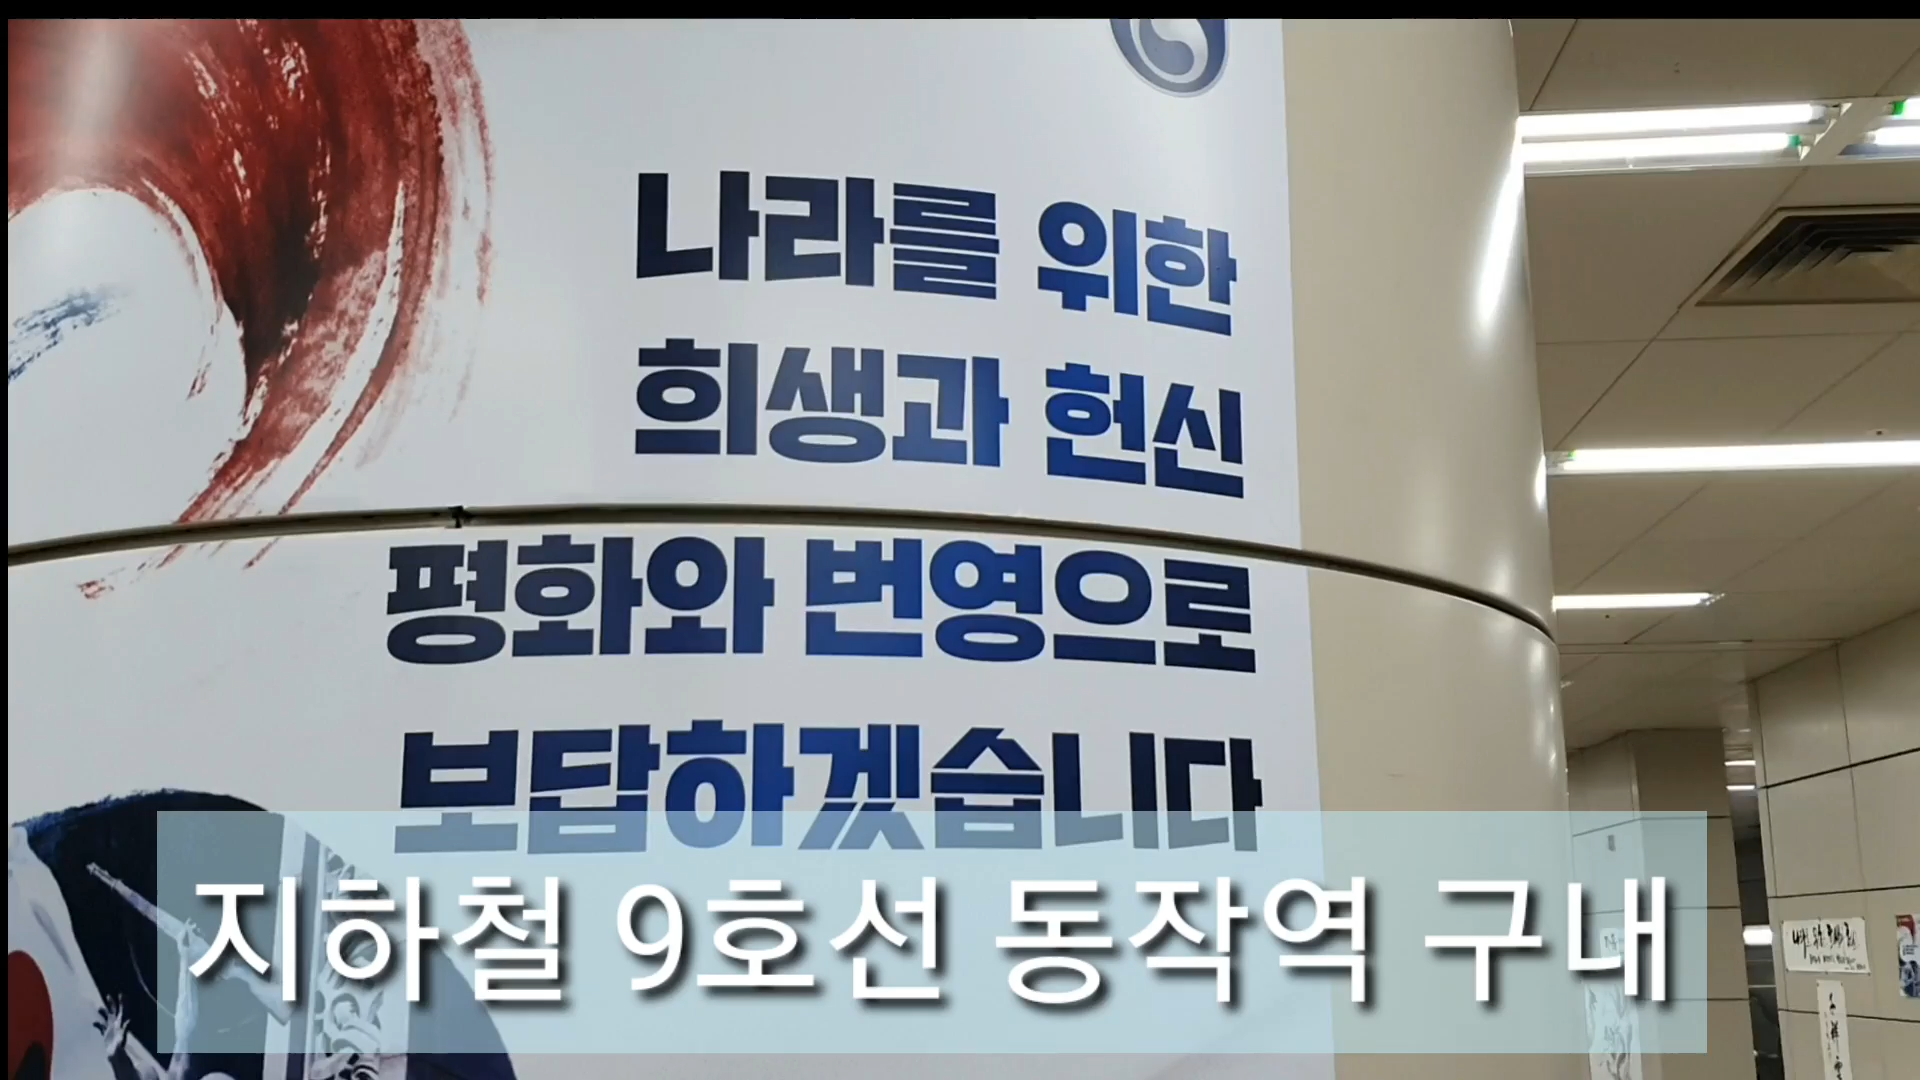 나라를 위한
희생과 헌신
평화와 번영으로
보답하겠습니다
지하철 9호선 동작역 구내